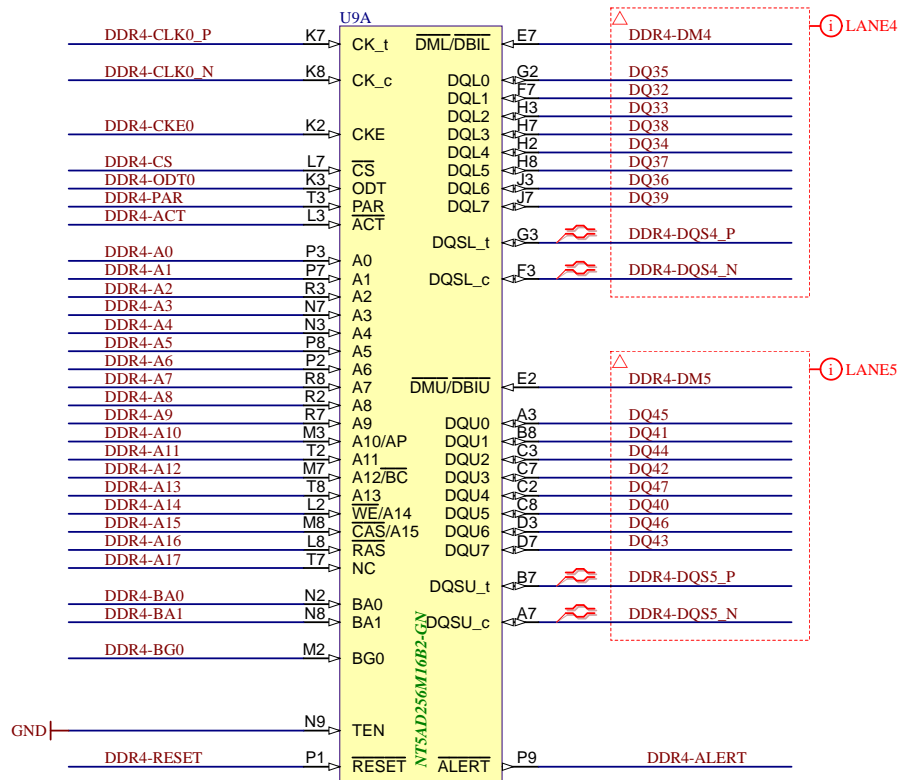 U9A
DDR4-CLK0_P K7 CK_t DML/DBIL E7 DDR4-DM4 LANE4
DDR4-CLK0_N K8 CK_c DQL0 G2 DQ35
DQL1 F7 DQ32
DQL2 H3 DQ33
DDR4-CKE0 K2 CKE DQL3 H7 DQ38
DQL4 H2 DQ34
DDR4-CS L7 CS DQL5 H8 DQ37
DDR4-ODT0 K3 ODT DQL6 J3 DQ36
DDR4-PAR T3 PAR DQL7 J7 DQ39
DDR4-ACT L3 ACT
DQSL_t G3 DDR4-DQS4_P
DDR4-A0 P3 A0
DDR4-A1 P7 A1 DQSL_c F3 DDR4-DQS4_N
DDR4-A2 R3 A2
DDR4-A3 N7 A3
DDR4-A4 N3 A4
DDR4-A5 P8 A5
DDR4-A6 P2 A6 LANE5
DDR4-A7 R8 A7 DMU/DBIU E2 DDR4-DM5
DDR4-A8 R2 A8
DDR4-A9 R7 A9 DQU0 A3 DQ45
DDR4-A10 M3 A10/AP DQU1 B8 DQ41
DDR4-A11 T2 A11 DQU2 C3 DQ44
DDR4-A12 M7 A12/BC DQU3 C7 DQ42
DDR4-A13 T8 A13 DQU4 C2 DQ47
DDR4-A14 L2 WE/A14 DQU5 C8 DQ40
DDR4-A15 M8 CAS/A15 DQU6 D3 DQ46
DDR4-A16 L8 RAS DQU7 D7 DQ43
DDR4-A17 T7 NC
DQSU_t B7 DDR4-DQS5_P
DDR4-BA0 N2 BA0
DDR4-BA1 N8 BA1 DQSU_c A7 DDR4-DQS5_N
DDR4-BG0 M2 BG0
NT5AD256M16B2-GN
GND N9 TEN
DDR4-RESET P1 RESET ALERT P9 DDR4-ALERT